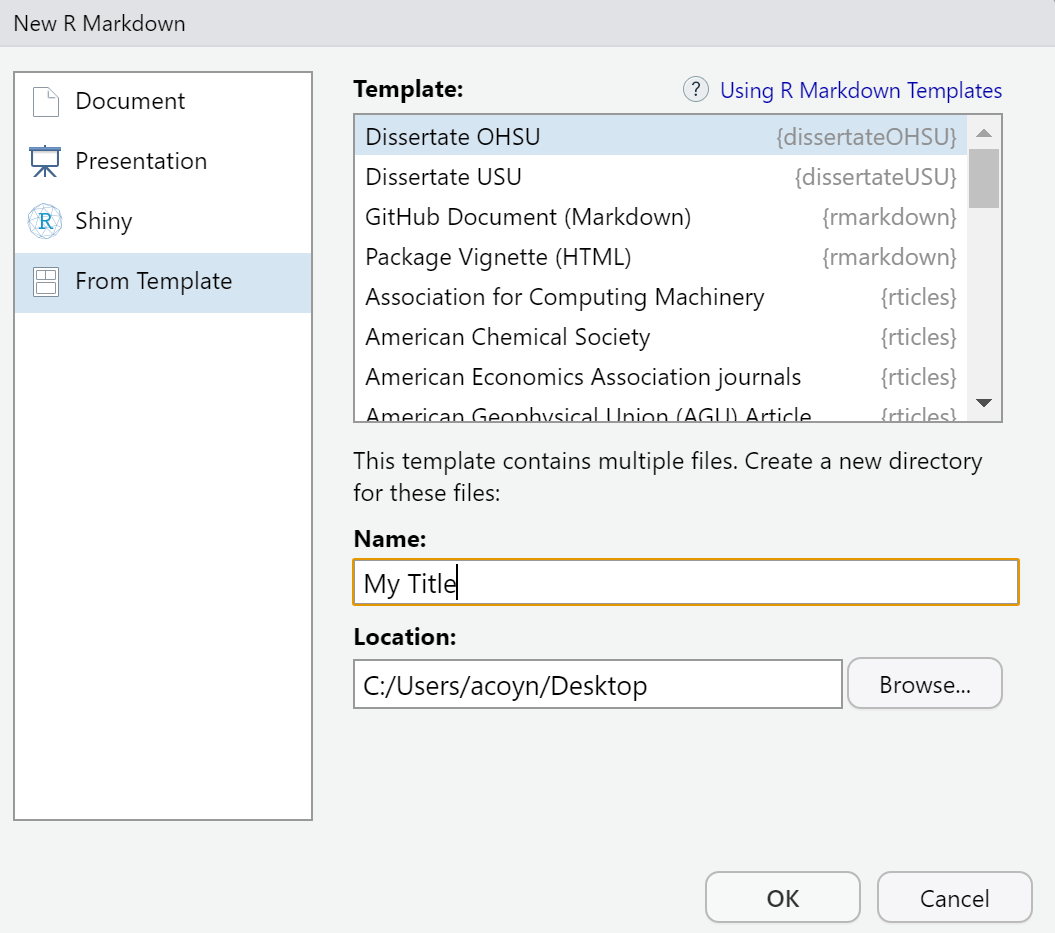 New R Markdown
Document
Presentation
R Shiny
From Template
Template:
? Using R Markdown Templates
Dissertate OHSU {dissertateOHSU}
Dissertate USU {dissertateUSU}
GitHub Document (Markdown) {rmarkdown}
Package Vignette (HTML) {rmarkdown}
Association for Computing Machinery {rticles}
American Chemical Society {rticles}
American Economics Association journals {rticles}
American Geophysical Union (AGU) Article {rticles}
This template contains multiple files. Create a new directory
for these files:
Name:
My Title
Location:
C:/Users/acoyn/Desktop
Browse...
OK
Cancel